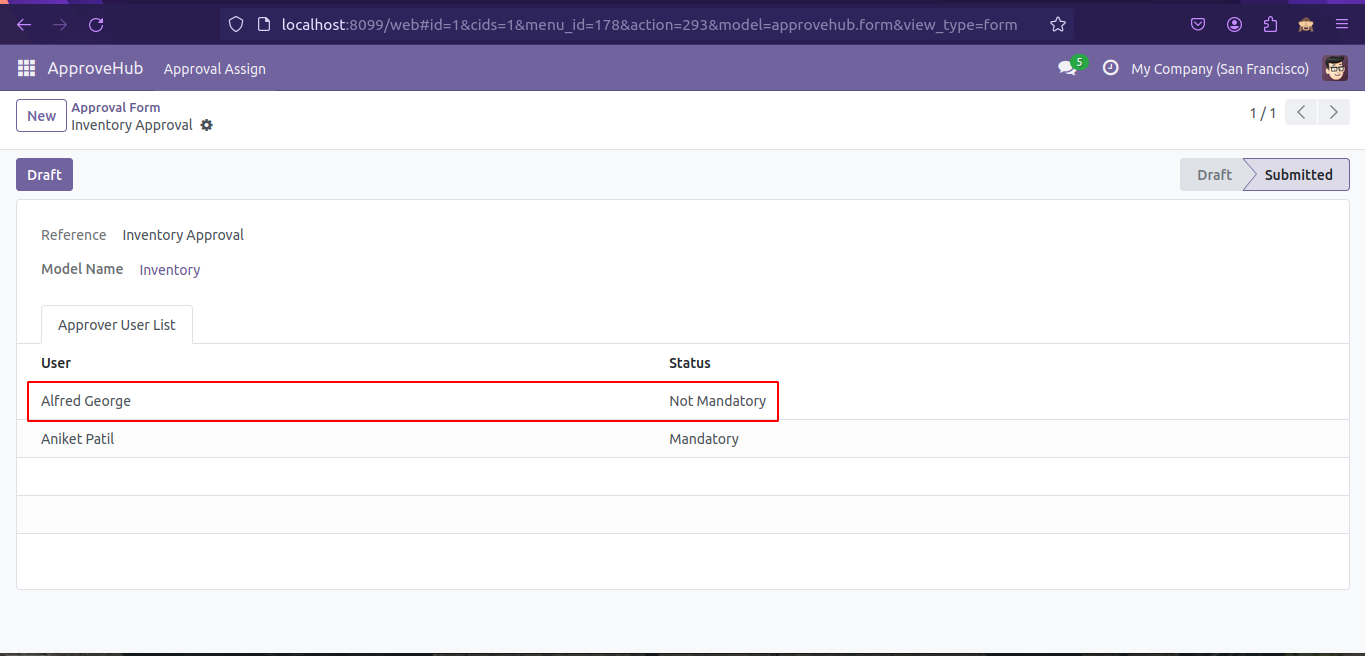 localhost:8099/web#id=1&cids=1&menu_id=178&action=293&model=approvehub.form&view_type=form
ApproveHub Approval Assign 5 My Company (San Francisco)
New Approval Form
Inventory Approval 1 / 1
Draft Draft Submitted
Reference Inventory Approval
Model Name Inventory
Approver User List
User Status
Alfred George Not Mandatory
Aniket Patil Mandatory